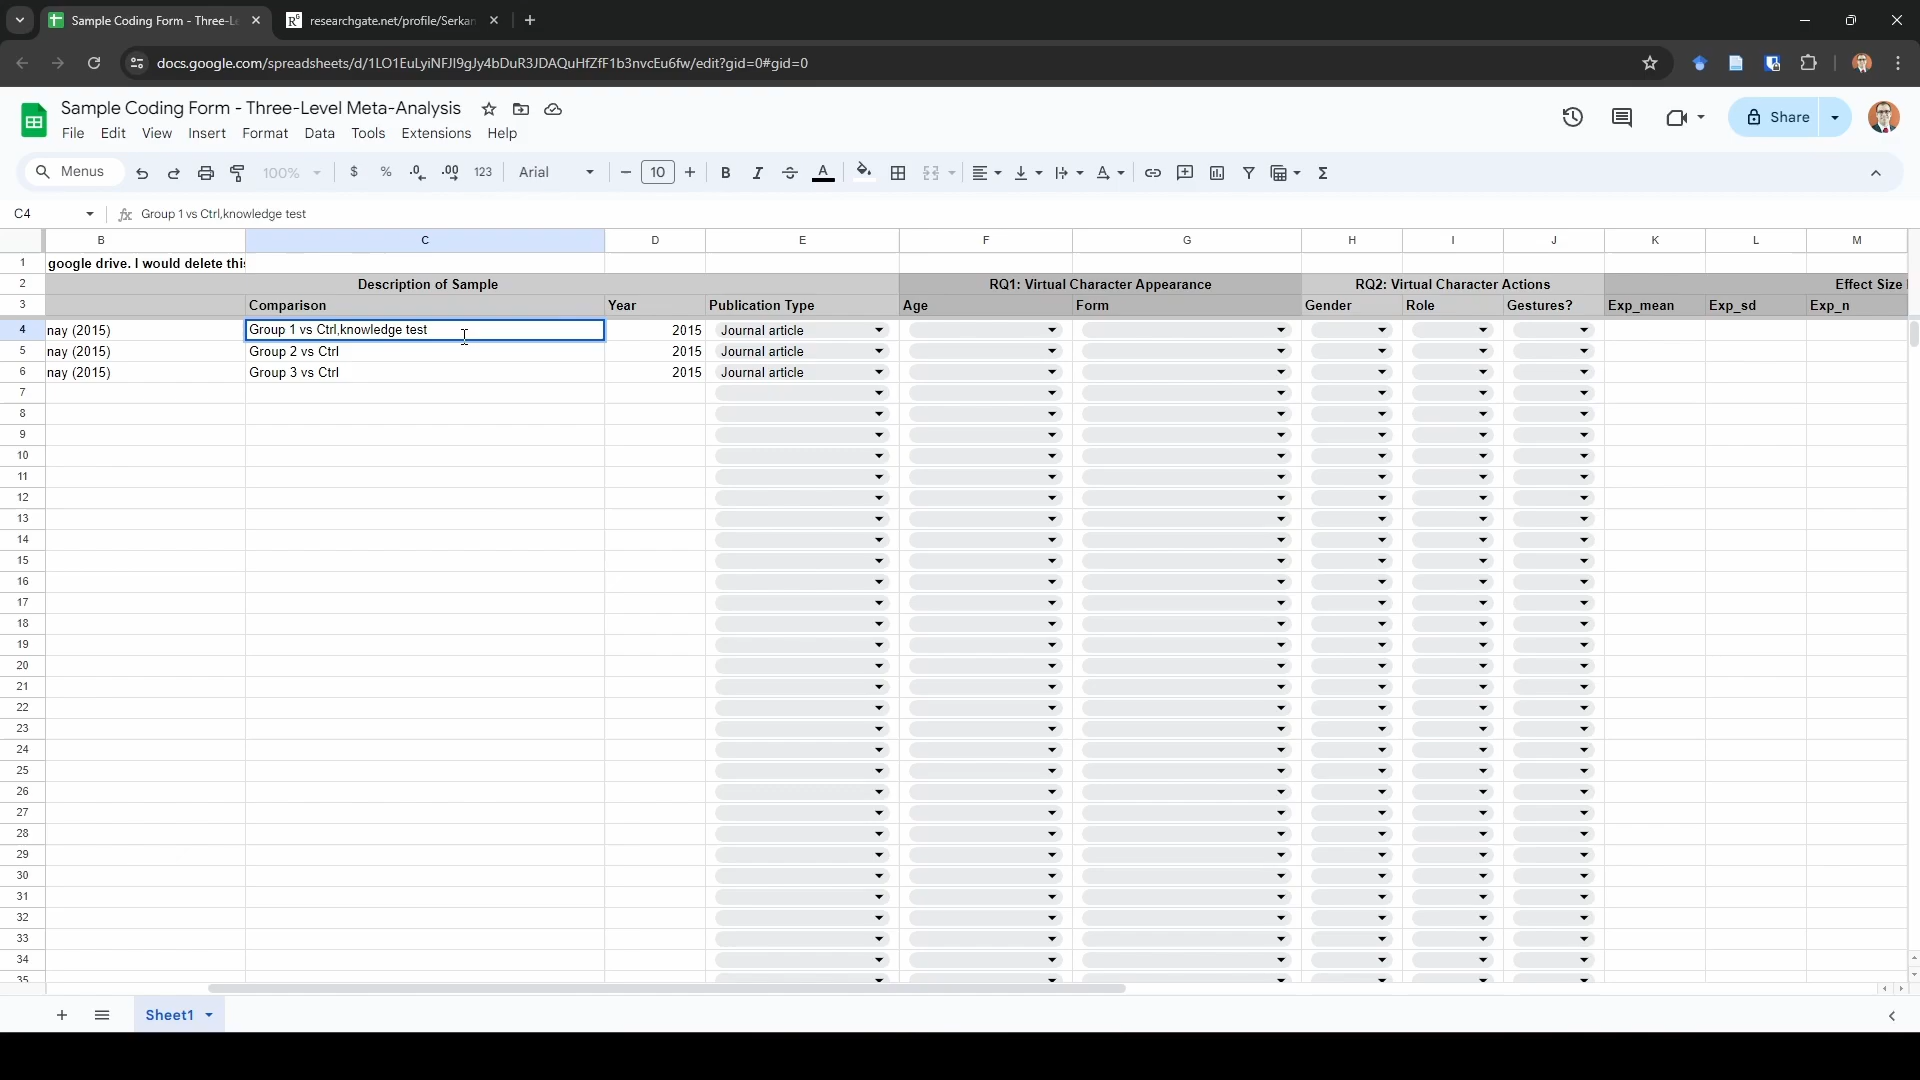 Sample Coding Form - Three-L
researchgate.net/profile/Serkan
docs.google.com/spreadsheets/d/1LO1EuLyiNFJI9gJy4bDuR3JDAQuHfZfF1b3nvcEu6fw/edit?gid=0#gid=0
Sample Coding Form - Three-Level Meta-Analysis
Share
File Edit View Insert Format Data Tools Extensions Help
Menus 100% $ % .0 .00 123 Arial 10 B I A
C4 fx Group 1 vs Ctrl,knowledge test
B C D E F G H I J K L M
1 google drive. I would delete this
2 Description of Sample RQ1: Virtual Character Appearance RQ2: Virtual Character Actions Effect Size
3 Comparison Year Publication Type Age Form Gender Role Gestures? Exp_mean Exp_sd Exp_n
4 nay (2015) Group 1 vs Ctrl,knowledge test 2015 Journal article
5 nay (2015) Group 2 vs Ctrl 2015 Journal article
6 nay (2015) Group 3 vs Ctrl 2015 Journal article
7
8
9
10
11
12
13
14
15
16
17
18
19
20
21
22
23
24
25
26
27
28
29
30
31
32
33
34
35
Sheet1